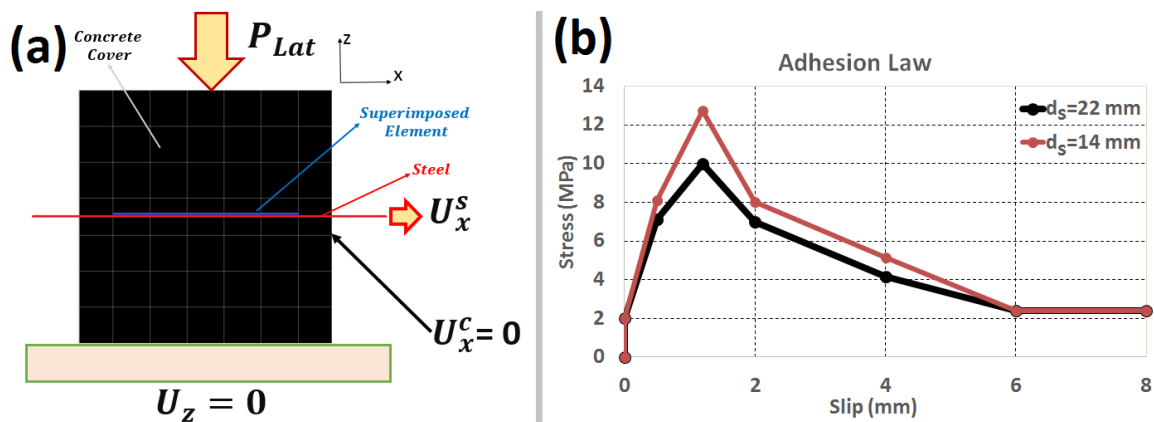 (a)
Concrete
Cover
P_Lat
Z
X
Superimposed
Element
Steel
U_x^s
U_x^c = 0
U_z = 0
(b)
Adhesion Law
Stress (MPa)
14
12
10
8
6
4
2
0
d_s=22 mm
d_s=14 mm
0 2 4 6 8
Slip (mm)